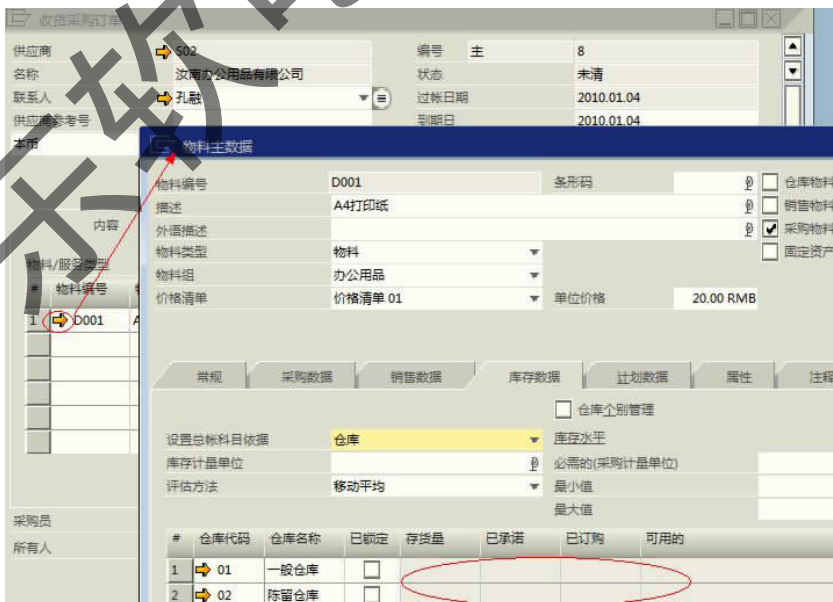 收货采购订单
供应商 S02 编号 主 8
名称 汝南办公用品有限公司 状态 未清
联系人 孔融 过帐日期 2010.01.04
供应商参考号 到期日 2010.01.04
本币
物料主数据
物料编号 D001 条形码 仓库物料
描述 A4打印纸 销售物料
外语描述 采购物料
物料类型 物料 固定资产
物料组 办公用品
价格清单 价格清单 01 单位价格 20.00 RMB
内容
物料/服务类型
# 物料编号
1 D001 A
常规 采购数据 销售数据 库存数据 计划数据 属性 注释
仓库个别管理
设置总帐科目依据 仓库 库存水平
库存计量单位 必需的(采购计量单位)
评估方法 移动平均 最小值
最大值
采购员
所有人
# 仓库代码 仓库名称 已锁定 存货量 已承诺 已订购 可用的
1 01 一般仓库
2 02 陈留仓库